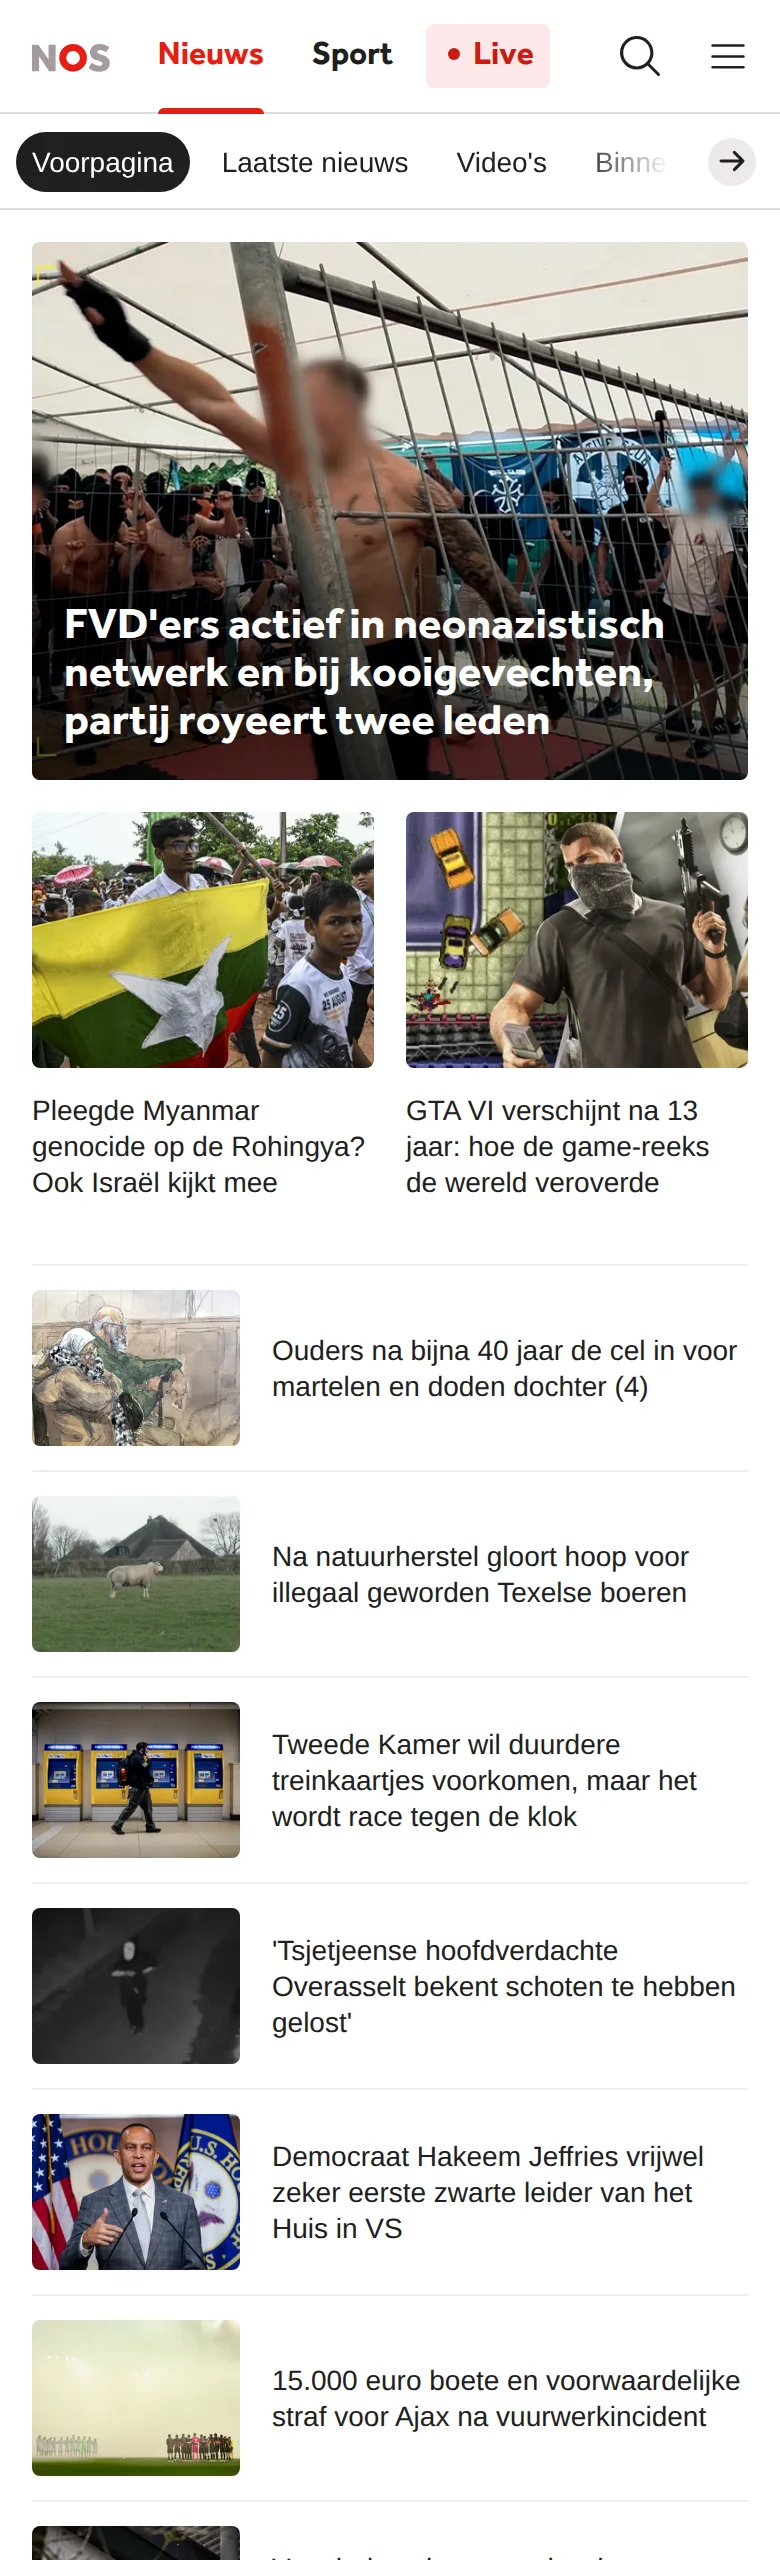 NOS
Nieuws
Sport
Live
Voorpagina
Laatste nieuws
Video's
Binne
FVD'ers actief in neonazistisch
netwerk en bij kooigevechten,
partij royeert twee leden
25 AUGUST
25
Pleegde Myanmar
genocide op de Rohingya?
Ook Israël kijkt mee
GTA VI verschijnt na 13
jaar: hoe de game-reeks
de wereld veroverde
Ouders na bijna 40 jaar de cel in voor
martelen en doden dochter (4)
Na natuurherstel gloort hoop voor
illegaal geworden Texelse boeren
Tweede Kamer wil duurdere
treinkaartjes voorkomen, maar het
wordt race tegen de klok
'Tsjetjeense hoofdverdachte
Overasselt bekent schoten te hebben
gelost'
HOU
U.S. HO
Democraat Hakeem Jeffries vrijwel
zeker eerste zwarte leider van het
Huis in VS
15.000 euro boete en voorwaardelijke
straf voor Ajax na vuurwerkincident